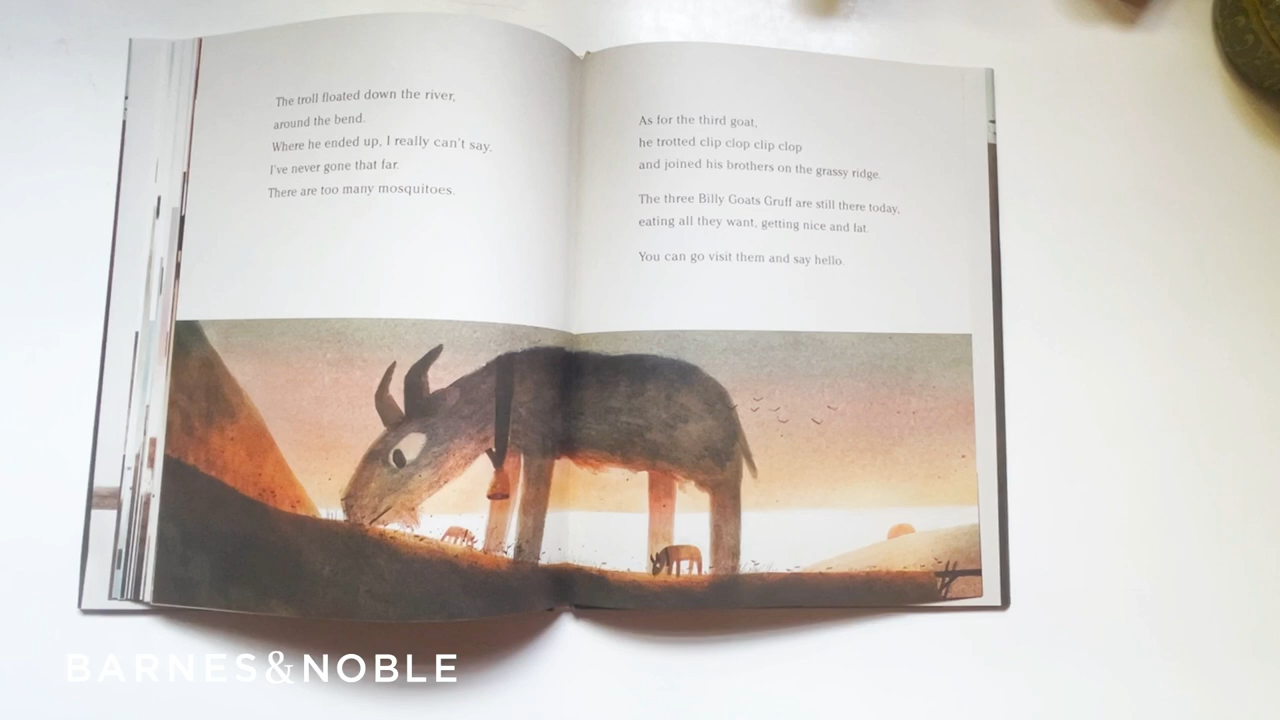 The troll floated down the river,
around the bend.
Where he ended up, I really can't say.
I've never gone that far.
There are too many mosquitoes.
As for the third goat,
he trotted clip clop clip clop
and joined his brothers on the grassy ridge.
The three Billy Goats Gruff are still there today,
eating all they want, getting nice and fat.
You can go visit them and say hello.
BARNES&NOBLE